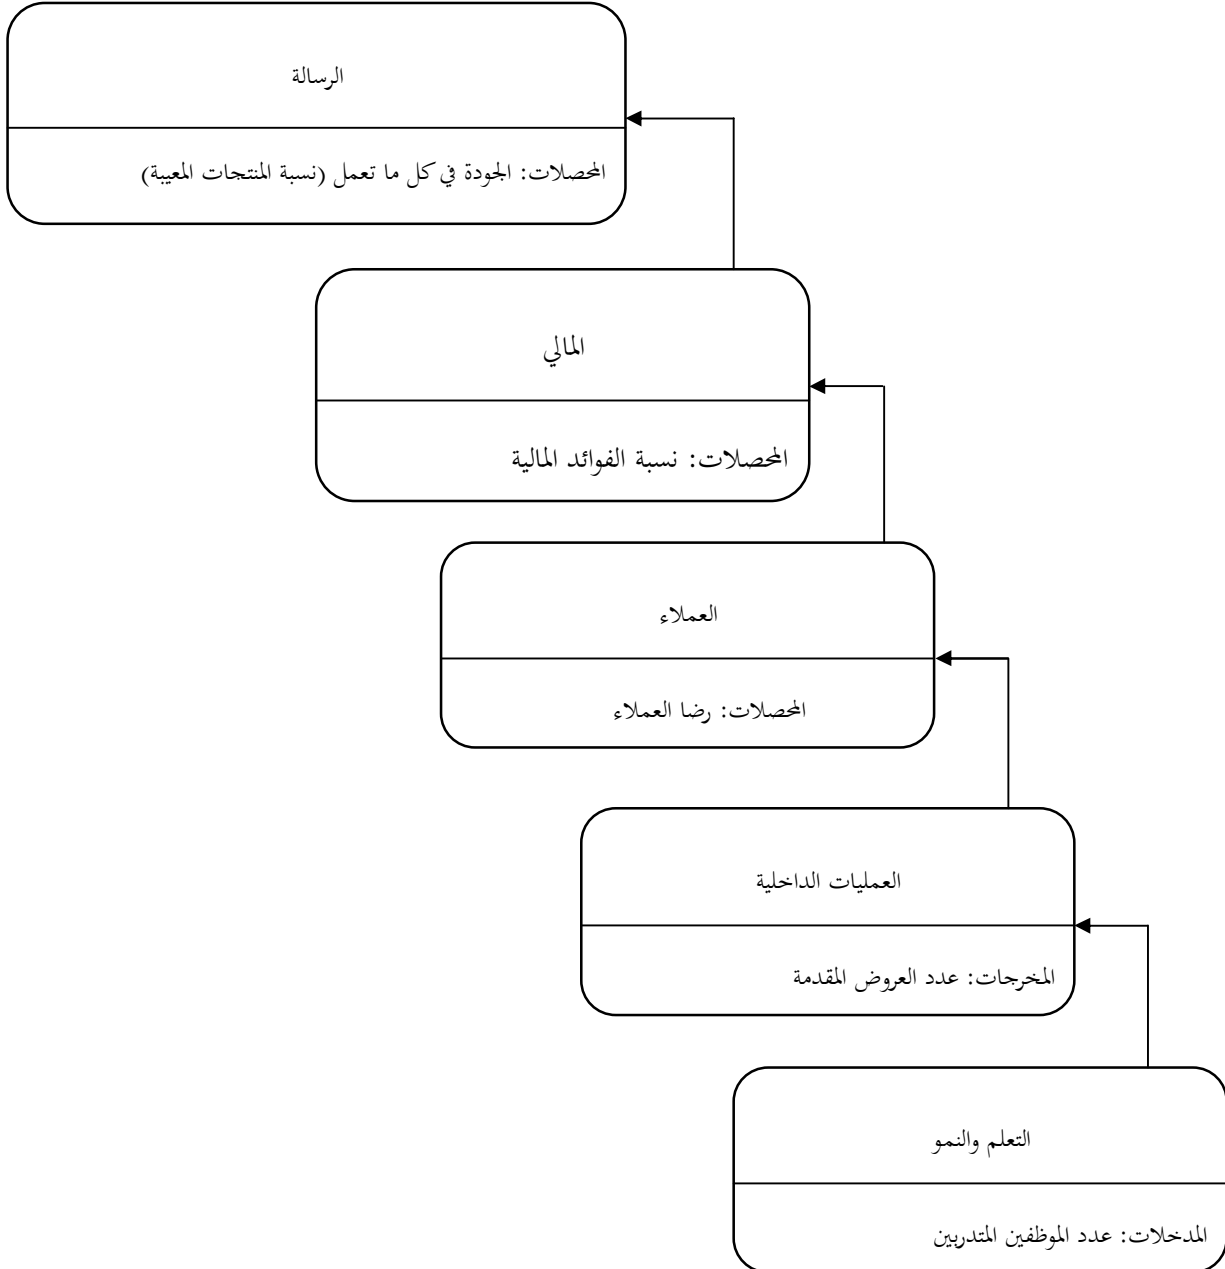 الرسالة
المحصلات: الجودة في كل ما تعمل (نسبة المنتجات المعيبة)
المالي
المحصلات: نسبة الفوائد المالية
العملاء
المحصلات: رضا العملاء
العمليات الداخلية
المخرجات: عدد العروض المقدمة
التعلم والنمو
المدخلات: عدد الموظفين المتدربين